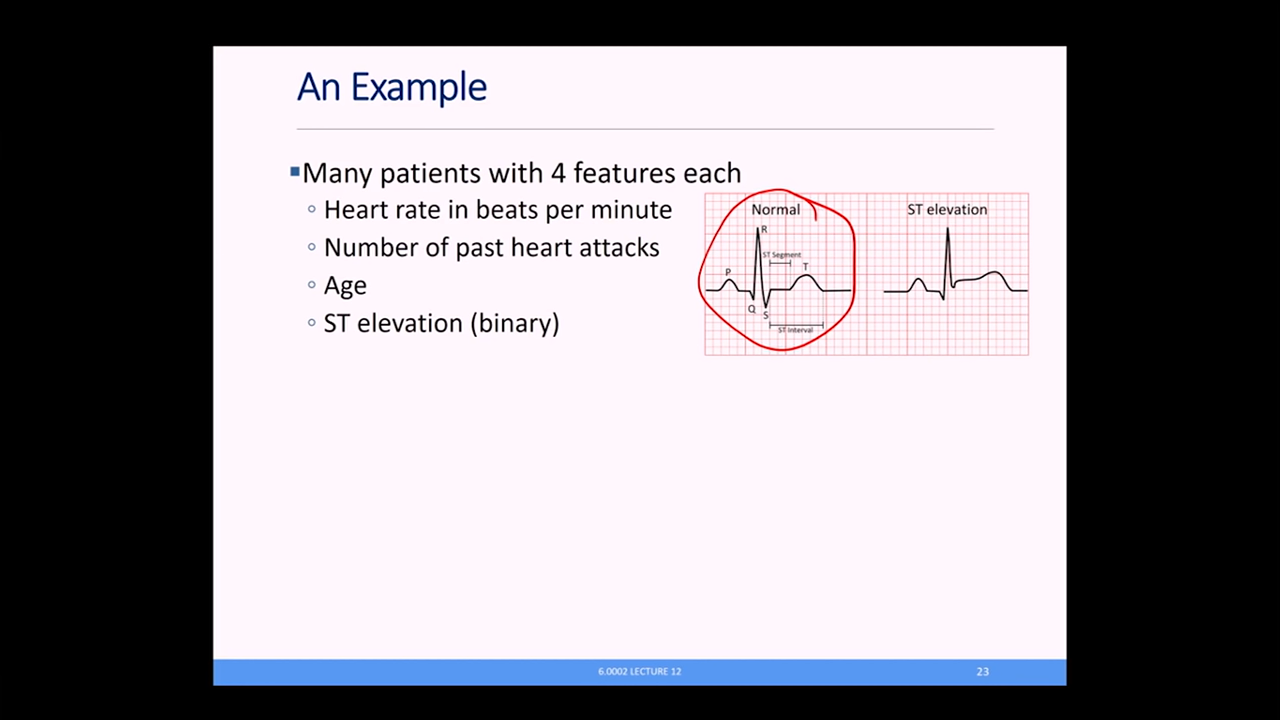 An Example
▪Many patients with 4 features each
◦ Heart rate in beats per minute
◦ Number of past heart attacks
◦ Age
◦ ST elevation (binary)
Normal
R
ST Segment
P
T
Q
S
ST Interval
ST elevation
6.0002 LECTURE 12
23